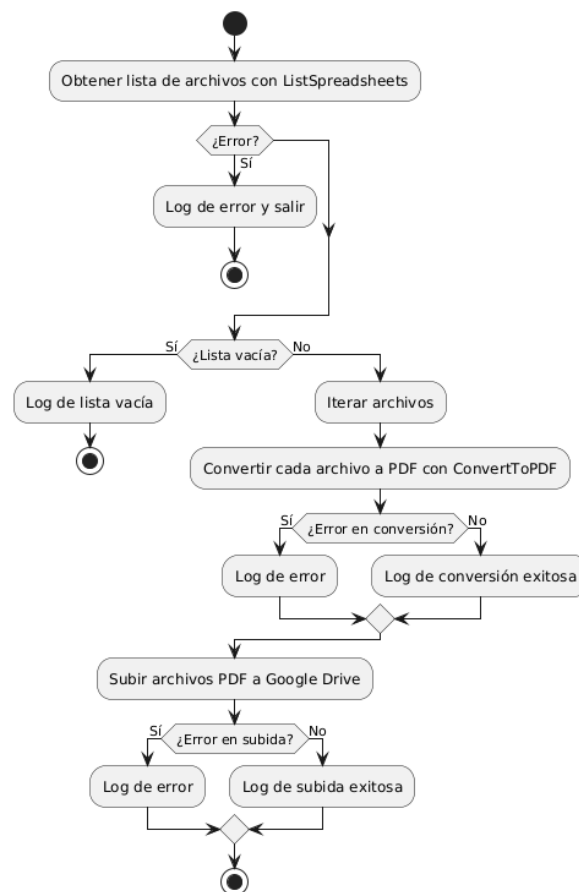 Obtener lista de archivos con ListSpreadsheets
¿Error?
Sí
Log de error y salir
¿Lista vacía?
Sí
No
Log de lista vacía
Iterar archivos
Convertir cada archivo a PDF con ConvertToPDF
¿Error en conversión?
Sí
No
Log de error
Log de conversión exitosa
Subir archivos PDF a Google Drive
¿Error en subida?
Sí
No
Log de error
Log de subida exitosa